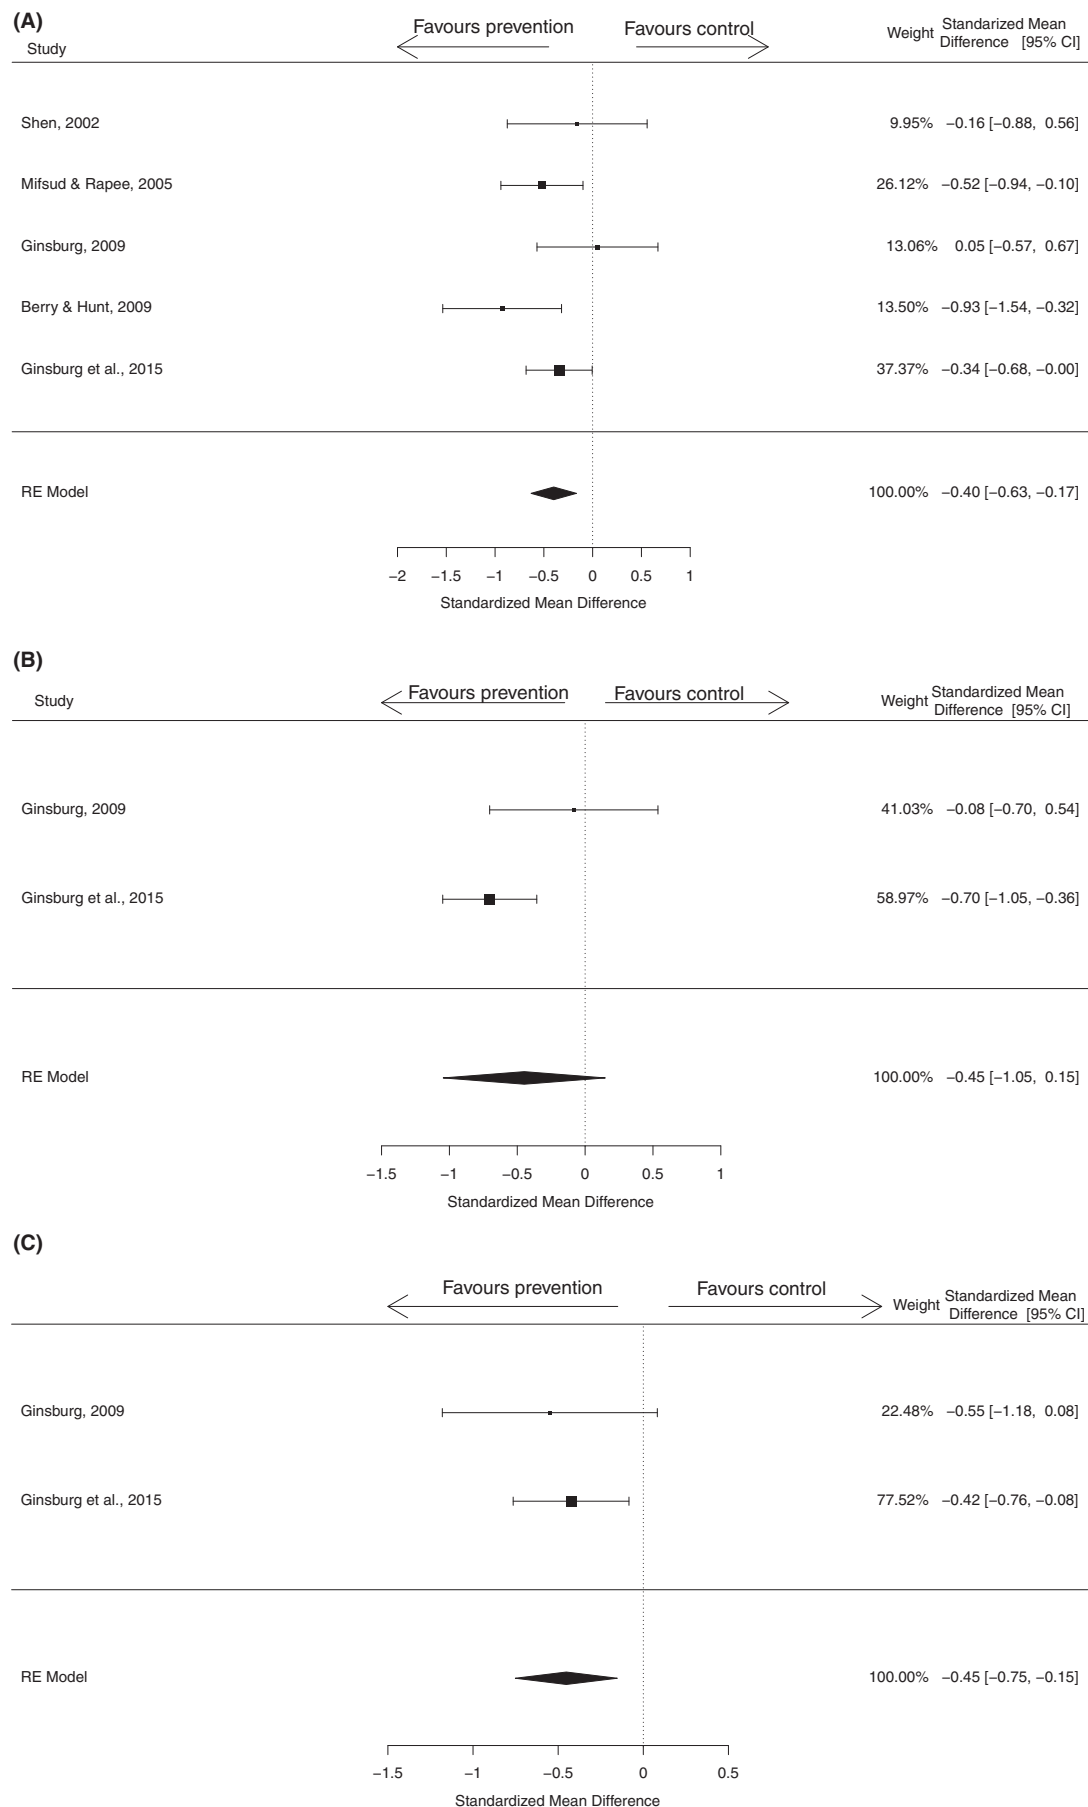 (A)
Favours prevention Favours control Weight Standardized Mean
Study Difference [95% CI]
Shen, 2002 9.95% −0.16 [−0.88, 0.56]
Mifsud & Rapee, 2005 26.12% −0.52 [−0.94, −0.10]
Ginsburg, 2009 13.06% 0.05 [−0.57, 0.67]
Berry & Hunt, 2009 13.50% −0.93 [−1.54, −0.32]
Ginsburg et al., 2015 37.37% −0.34 [−0.68, −0.00]
RE Model 100.00% −0.40 [−0.63, −0.17]
−2 −1.5 −1 −0.5 0 0.5 1
Standardized Mean Difference
(B)
Study Favours prevention Favours control Weight Standardized Mean
Difference [95% CI]
Ginsburg, 2009 41.03% −0.08 [−0.70, 0.54]
Ginsburg et al., 2015 58.97% −0.70 [−1.05, −0.36]
RE Model 100.00% −0.45 [−1.05, 0.15]
−1.5 −1 −0.5 0 0.5 1
Standardized Mean Difference
(C)
Favours prevention Favours control Weight Standardized Mean
Difference [95% CI]
Ginsburg, 2009 22.48% −0.55 [−1.18, 0.08]
Ginsburg et al., 2015 77.52% −0.42 [−0.76, −0.08]
RE Model 100.00% −0.45 [−0.75, −0.15]
−1.5 −1 −0.5 0 0.5
Standardized Mean Difference